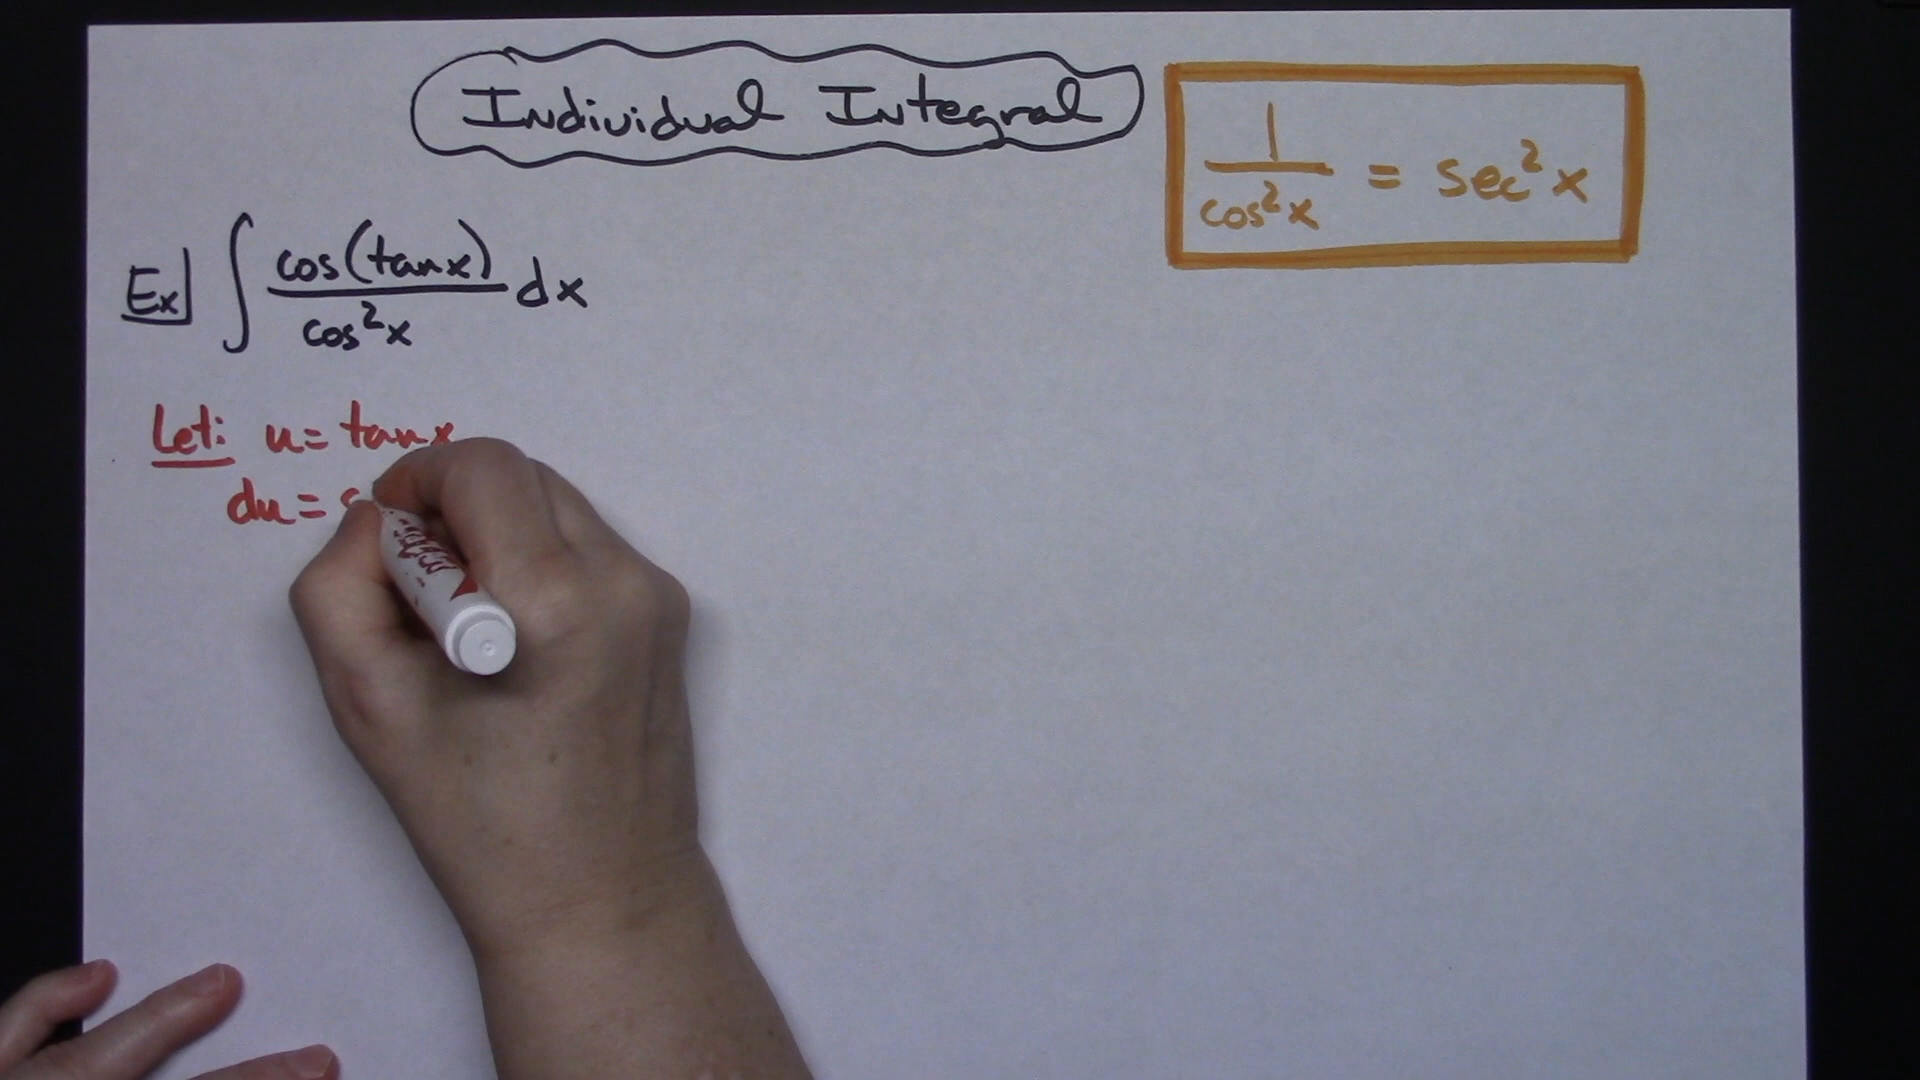 Individual Integral
1/cos²x = sec²x
Ex ∫ cos(tanx)/cos²x dx
Let: u = tanx
du = s